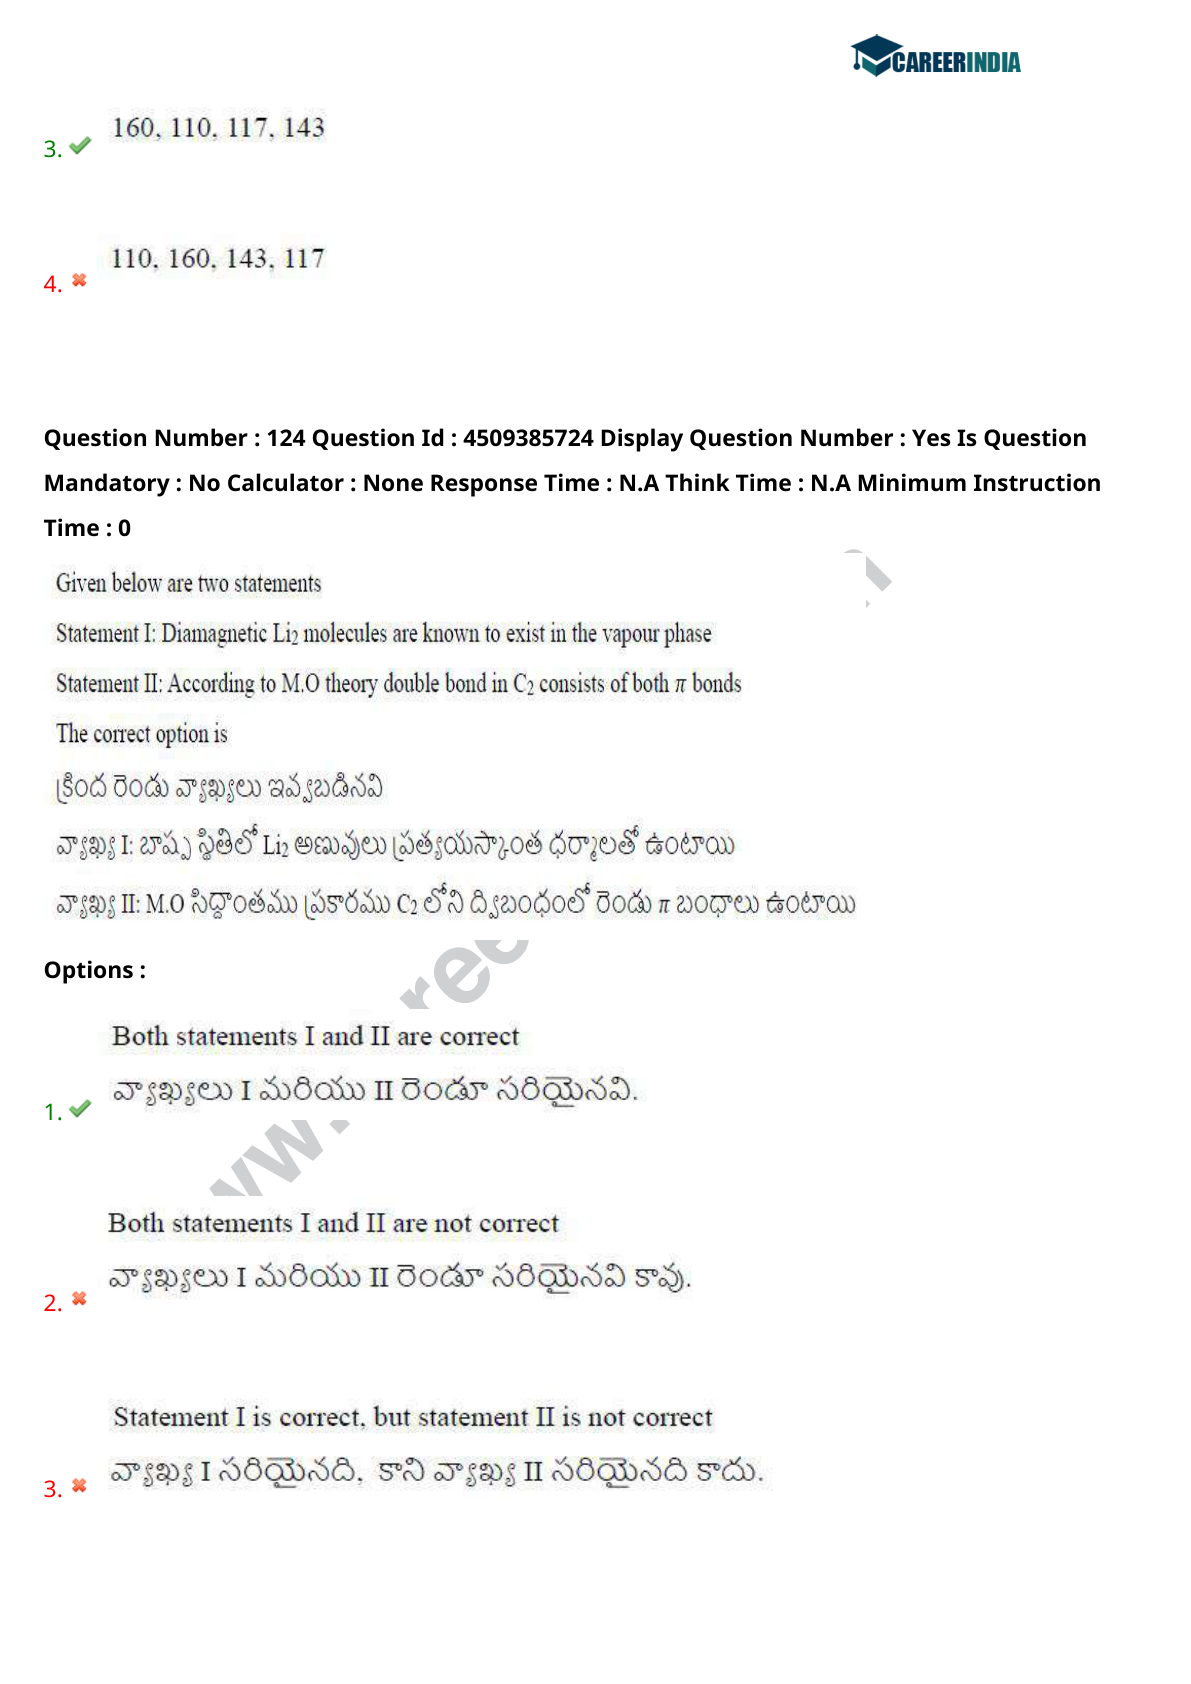 CAREERINDIA
160, 110, 117, 143
3.
110, 160, 143, 117
4.
Question Number : 124 Question Id : 4509385724 Display Question Number : Yes Is Question
Mandatory : No Calculator : None Response Time : N.A Think Time : N.A Minimum Instruction
Time : 0
Given below are two statements
Statement I: Diamagnetic Li2 molecules are known to exist in the vapour phase
Statement II: According to M.O theory double bond in C2 consists of both π bonds
The correct option is
క్రింద రెండు వ్యాఖ్యలు ఇవ్వబడినవి
వ్యాఖ్య I: బాష్ప స్థితిలో Li2 అణువులు ప్రత్యయస్కాంత ధర్మాలతో ఉంటాయి
వ్యాఖ్య II: M.O సిద్ధాంతము ప్రకారము C2 లోని ద్విబంధంలో రెండు π బంధాలు ఉంటాయి
Options :
Both statements I and II are correct
వ్యాఖ్యలు I మరియు II రెండూ సరియైనవి.
1.
Both statements I and II are not correct
వ్యాఖ్యలు I మరియు II రెండూ సరియైనవి కావు.
2.
Statement I is correct, but statement II is not correct
వ్యాఖ్య I సరియైనది, కాని వ్యాఖ్య II సరియైనది కాదు.
3.